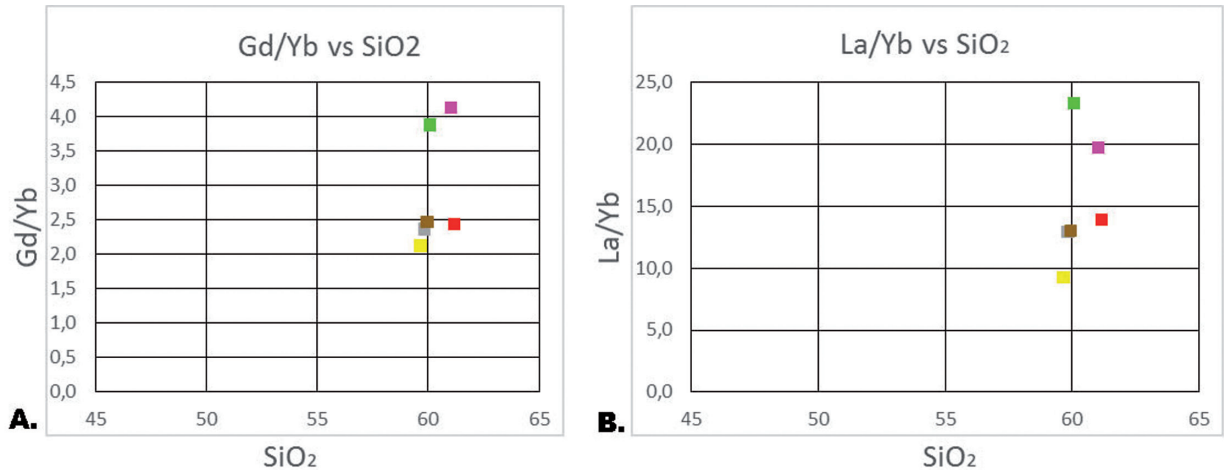 Gd/Yb vs SiO2
4,5
4,0
3,5
3,0
2,5
2,0
1,5
1,0
0,5
0,0
Gd/Yb
45 50 55 60 65
SiO₂
A.
La/Yb vs SiO₂
25,0
20,0
15,0
10,0
5,0
0,0
La/Yb
45 50 55 60 65
SiO₂
B.